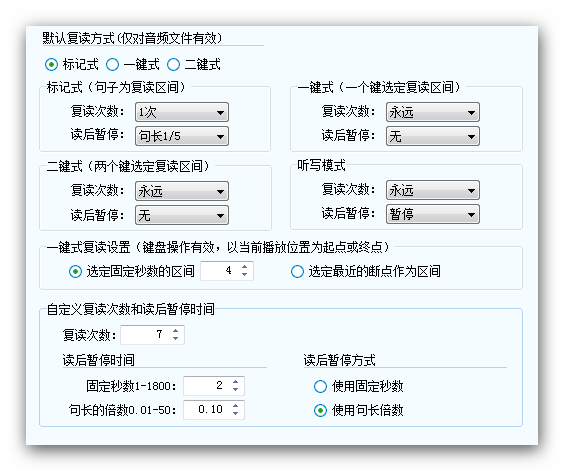 默认复读方式(仅对音频文件有效)
标记式 一键式 二键式
标记式（句子为复读区间）
复读次数： 1次
读后暂停： 句长1/5
一键式（一个键选定复读区间）
复读次数： 永远
读后暂停： 无
二键式（两个键选定复读区间）
复读次数： 永远
读后暂停： 无
听写模式
复读次数： 永远
读后暂停： 暂停
一键式复读设置（键盘操作有效，以当前播放位置为起点或终点）
选定固定秒数的区间 4 选定最近的断点作为区间
自定义复读次数和读后暂停时间
复读次数: 7
读后暂停时间
固定秒数1-1800： 2
句长的倍数0.01-50： 0.10
读后暂停方式
使用固定秒数
使用句长倍数